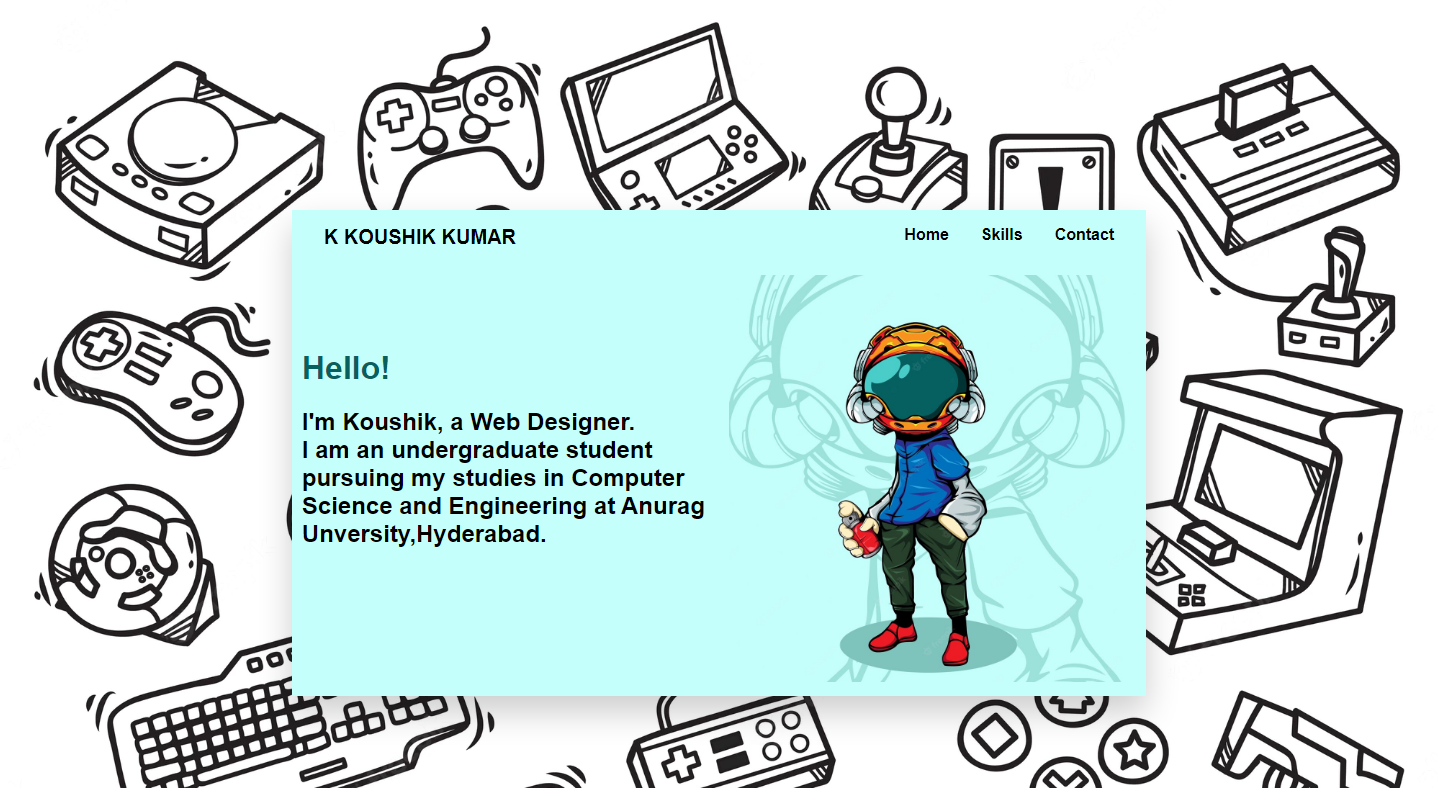 K KOUSHIK KUMAR
Home Skills Contact
Hello!
I'm Koushik, a Web Designer.
I am an undergraduate student
pursuing my studies in Computer
Science and Engineering at Anurag
Unversity,Hyderabad.